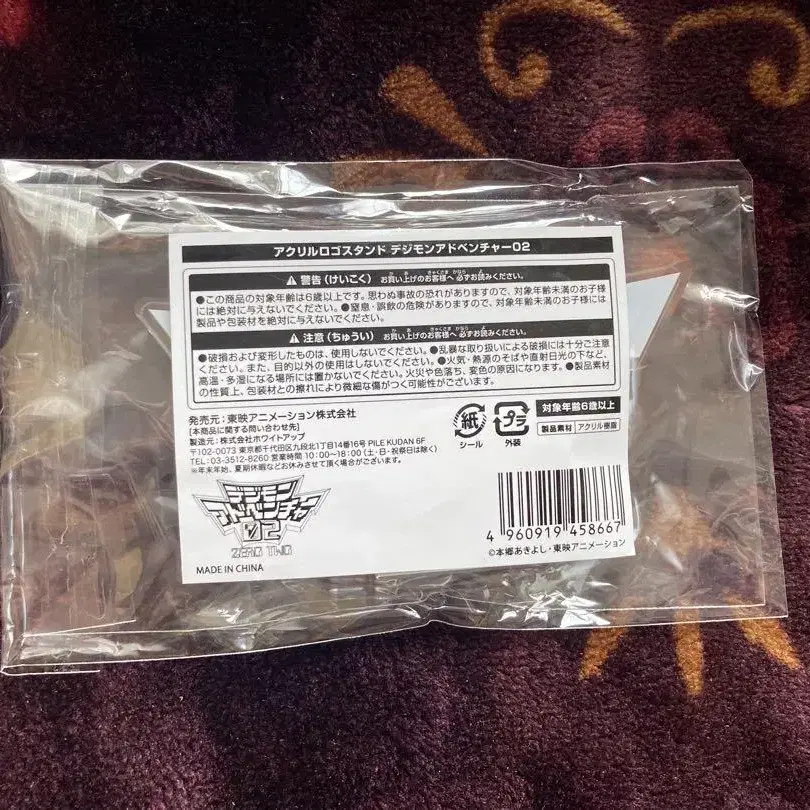 アクリルロゴスタンド デジモンアドベンチャー02
⚠ 警告(けいこく) お買い上げのお客様へ 必ずお読みください。
●この商品の対象年齢は6歳以上です。思わぬ事故の恐れがありますので、対象年齢未満のお子様
には絶対に与えないでください。●窒息・誤飲の危険がありますので、対象年齢未満のお子様には
製品や包装材を絶対に与えないでください。
⚠ 注意(ちゅうい) お買い上げのお客様へ 必ずお読みください。
●破損および変形したものは、使用しないでください。●乱暴な取り扱いによる破損には十分ご注意
ください。また、目的以外の使用はしないでください。●火気・熱源のそばや直射日光の下など、
高温・多湿になる場所には置かないでください。火災や色落ち、変色の原因になります。●製品素材
の性質上、包装材との擦れにより微細な傷がつく可能性がございます。
発売元:東映アニメーション株式会社
[本商品に関する問い合わせ先]
製造元:株式会社ホワイトアップ
〒102-0073 東京都千代田区九段北1丁目14番16号 PILE KUDAN 6F
TEL:03-3512-8260 営業時間 10:00~18:00 (土・日・祝祭日は除く)
※年末年始、夏期休暇などお休みさせて頂く場合がございます。
紙
シール
プラ
外装
対象年齢6歳以上
製品素材 アクリル樹脂
デジモン
アドベンチャー
02
ZERO TWO
MADE IN CHINA
4 960919 458667
©本郷あきよし・東映アニメーション